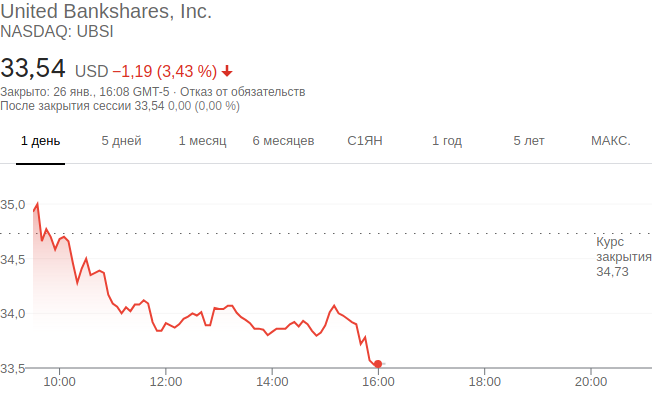 United Bankshares, Inc.
NASDAQ: UBSI
33,54 USD −1,19 (3,43 %)
Закрыто: 26 янв., 16:08 GMT-5 · Отказ от обязательств
После закрытия сессии 33,54 0,00 (0,00 %)
1 день 5 дней 1 месяц 6 месяцев С1ЯН 1 год 5 лет МАКС.
35,0
Курс
закрытия
34,73
34,5
34,0
33,5
10:00 12:00 14:00 16:00 18:00 20:00